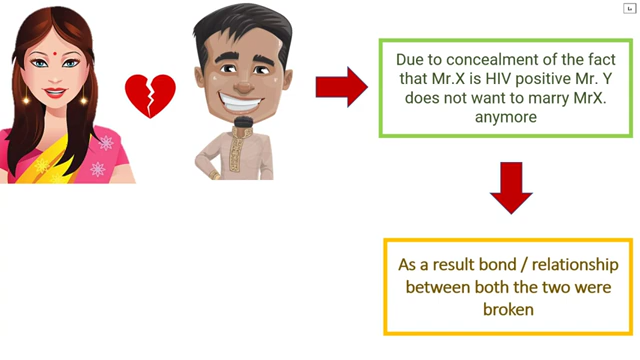 Due to concealment of the fact
that Mr.X is HIV positive Mr. Y
does not want to marry MrX.
anymore
As a result bond / relationship
between both the two were
broken